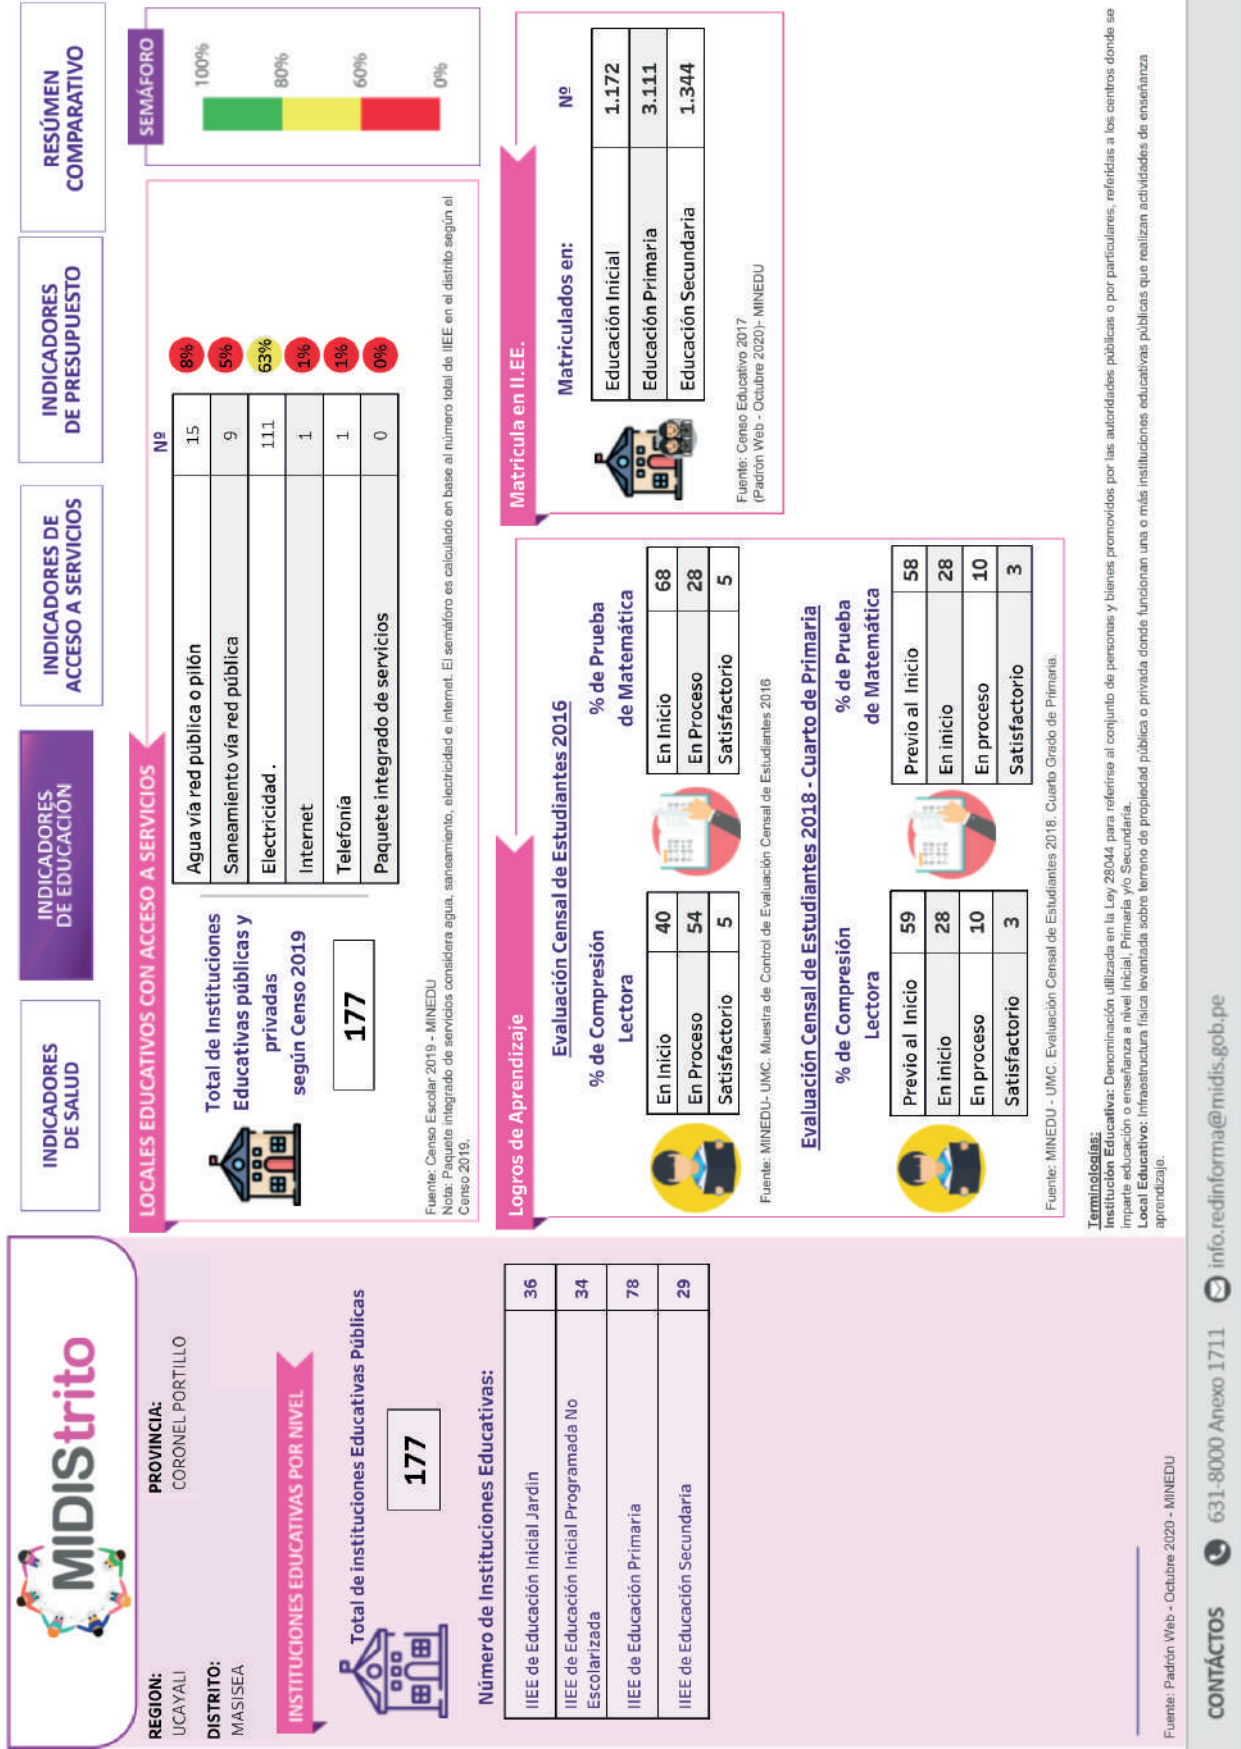 MIDIStrito
REGION:
UCAYALI
PROVINCIA:
CORONEL PORTILLO
DISTRITO:
MASISEA
INSTITUCIONES EDUCATIVAS POR NIVEL
Total de instituciones Educativas Públicas
177
Número de Instituciones Educativas:
IIEE de Educación Inicial Jardin 36
IIEE de Educación Inicial Programada No
Escolarizada 34
IIEE de Educación Primaria 78
IIEE de Educación Secundaria 29
Fuente: Padrón Web - Octubre 2020 - MINEDU
INDICADORES
DE SALUD
INDICADORES
DE EDUCACIÓN
INDICADORES DE
ACCESO A SERVICIOS
INDICADORES
DE PRESUPUESTO
RESÚMEN
COMPARATIVO
LOCALES EDUCATIVOS CON ACCESO A SERVICIOS
Total de Instituciones
Educativas públicas y
privadas
según Censo 2019
177
Nº
Agua vía red pública o pilón 15 8%
Saneamiento vía red pública 9 5%
Electricidad . 111 63%
Internet 1 1%
Telefonía 1 1%
Paquete integrado de servicios 0 0%
Fuente: Censo Escolar 2019 - MINEDU
Nota: Paquete integrado de servicios considera agua, saneamiento, electricidad e internet. El semáforo es calculado en base al número total de IIEE en el distrito según el
Censo 2019.
SEMÁFORO
100%
80%
60%
0%
Logros de Aprendizaje
Evaluación Censal de Estudiantes 2016
% de Compresión
Lectora
En Inicio 40
En Proceso 54
Satisfactorio 5
% de Prueba
de Matemática
En Inicio 68
En Proceso 28
Satisfactorio 5
Fuente: MINEDU- UMC. Muestra de Control de Evaluación Censal de Estudiantes 2016
Evaluación Censal de Estudiantes 2018 - Cuarto de Primaria
% de Compresión
Lectora
Previo al Inicio 59
En inicio 28
En proceso 10
Satisfactorio 3
% de Prueba
de Matemática
Previo al Inicio 58
En inicio 28
En proceso 10
Satisfactorio 3
Fuente: MINEDU - UMC. Evaluación Censal de Estudiantes 2018. Cuarto Grado de Primaria.
Matricula en II.EE.
Matriculados en: Nº
Educación Inicial 1.172
Educación Primaria 3.111
Educación Secundaria 1.344
Fuente: Censo Educativo 2017
(Padrón Web - Octubre 2020)- MINEDU
Terminologías:
Institución Educativa: Denominación utilizada en la Ley 28044 para referirse al conjunto de personas y bienes promovidos por las autoridades públicas o por particulares, referidas a los centros donde se
imparte educación o enseñanza a nivel Inicial, Primaria y/o Secundaria.
Local Educativo: Infraestructura física levantada sobre terreno de propiedad pública o privada donde funcionan una o más instituciones educativas públicas que realizan actividades de enseñanza
aprendizaje.
CONTÁCTOS 631-8000 Anexo 1711 info.redinforma@midis.gob.pe